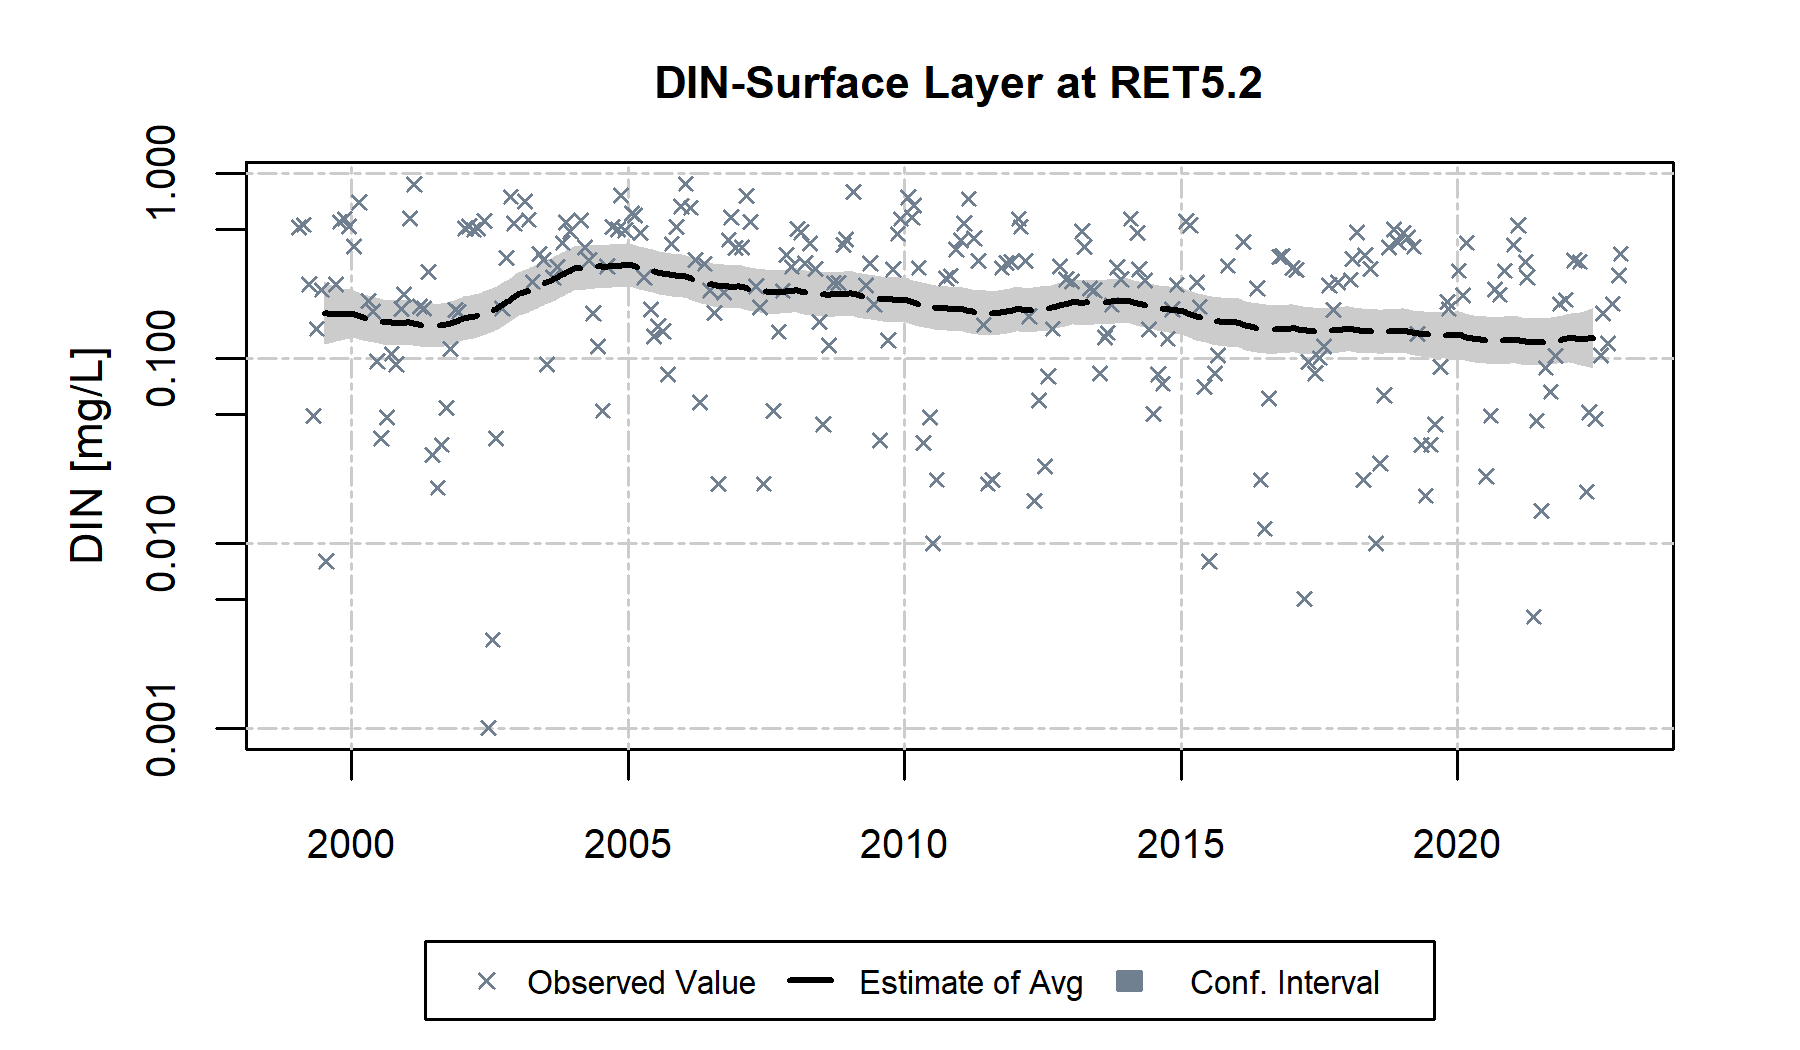 DIN-Surface Layer at RET5.2
DIN [mg/L]
1.000
0.100
0.010
0.001
2000 2005 2010 2015 2020
Observed Value Estimate of Avg Conf. Interval